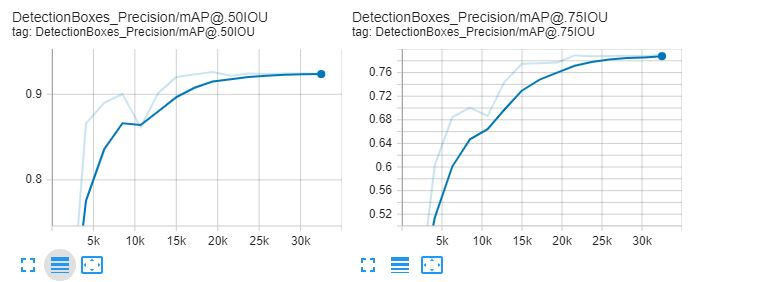 DetectionBoxes_Precision/mAP@.50IOU
tag: DetectionBoxes_Precision/mAP@.50IOU
0.9
0.8
5k 10k 15k 20k 25k 30k
DetectionBoxes_Precision/mAP@.75IOU
tag: DetectionBoxes_Precision/mAP@.75IOU
0.76
0.72
0.68
0.64
0.6
0.56
0.52
5k 10k 15k 20k 25k 30k